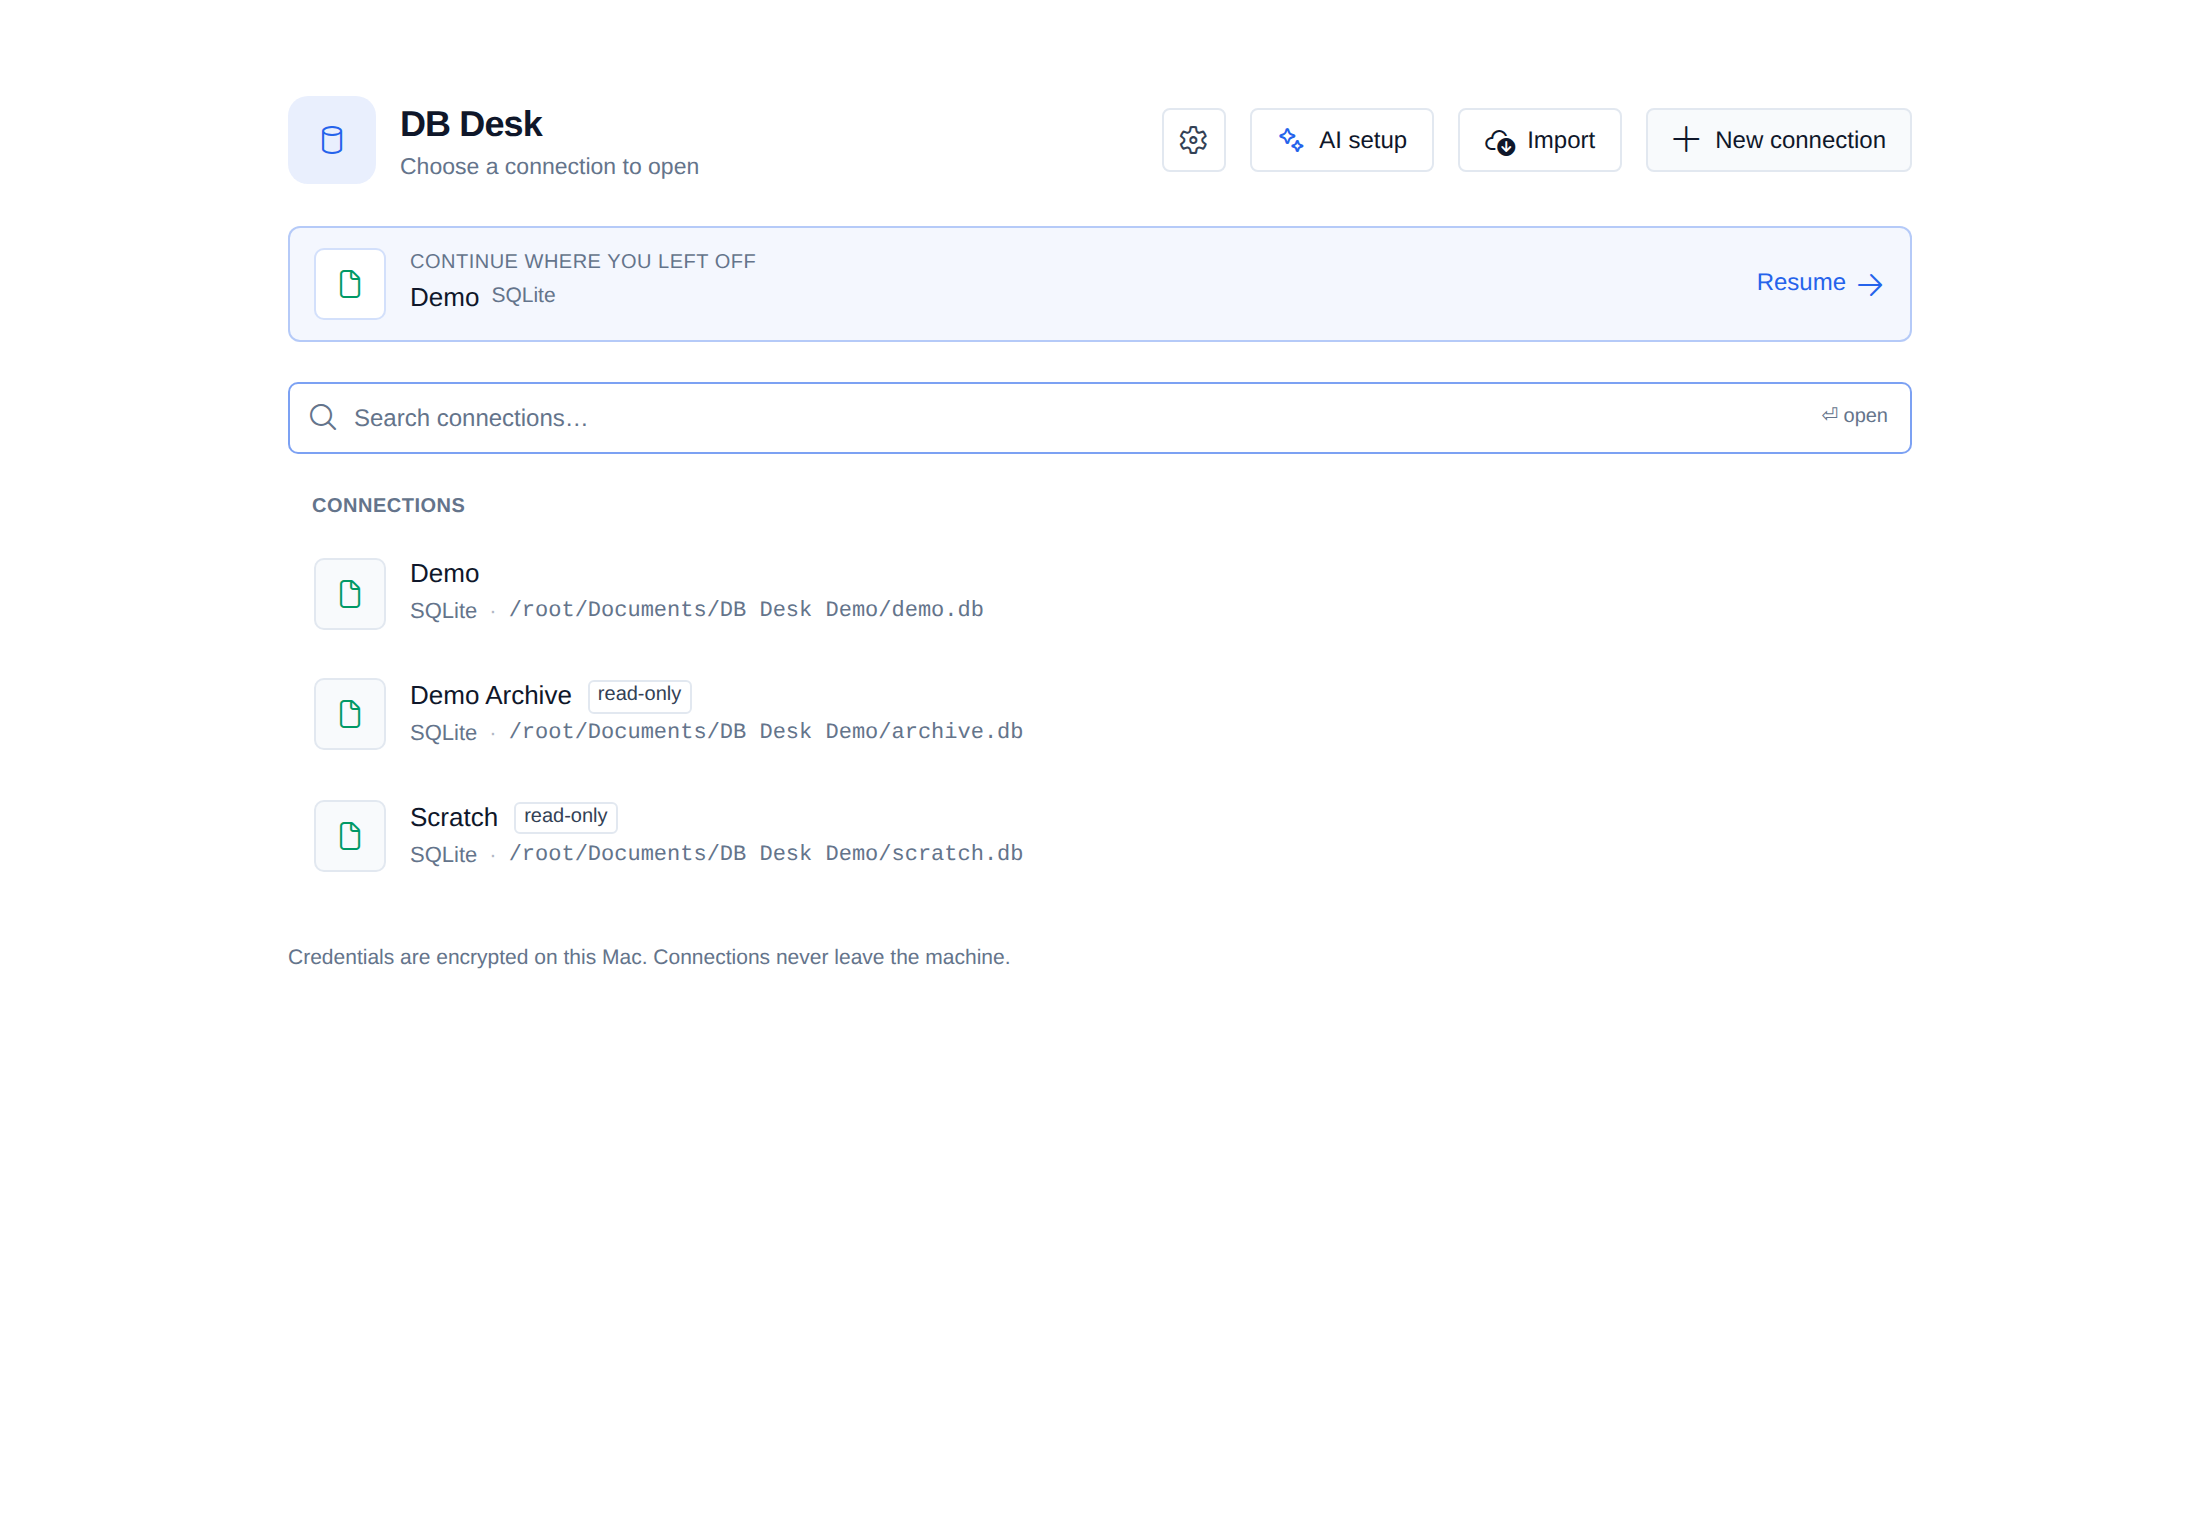 DB Desk
Choose a connection to open
AI setup
Import
New connection
CONTINUE WHERE YOU LEFT OFF
Demo SQLite
Resume
Search connections…
⏎ open
CONNECTIONS
Demo
SQLite · /root/Documents/DB Desk Demo/demo.db
Demo Archive read-only
SQLite · /root/Documents/DB Desk Demo/archive.db
Scratch read-only
SQLite · /root/Documents/DB Desk Demo/scratch.db
Credentials are encrypted on this Mac. Connections never leave the machine.